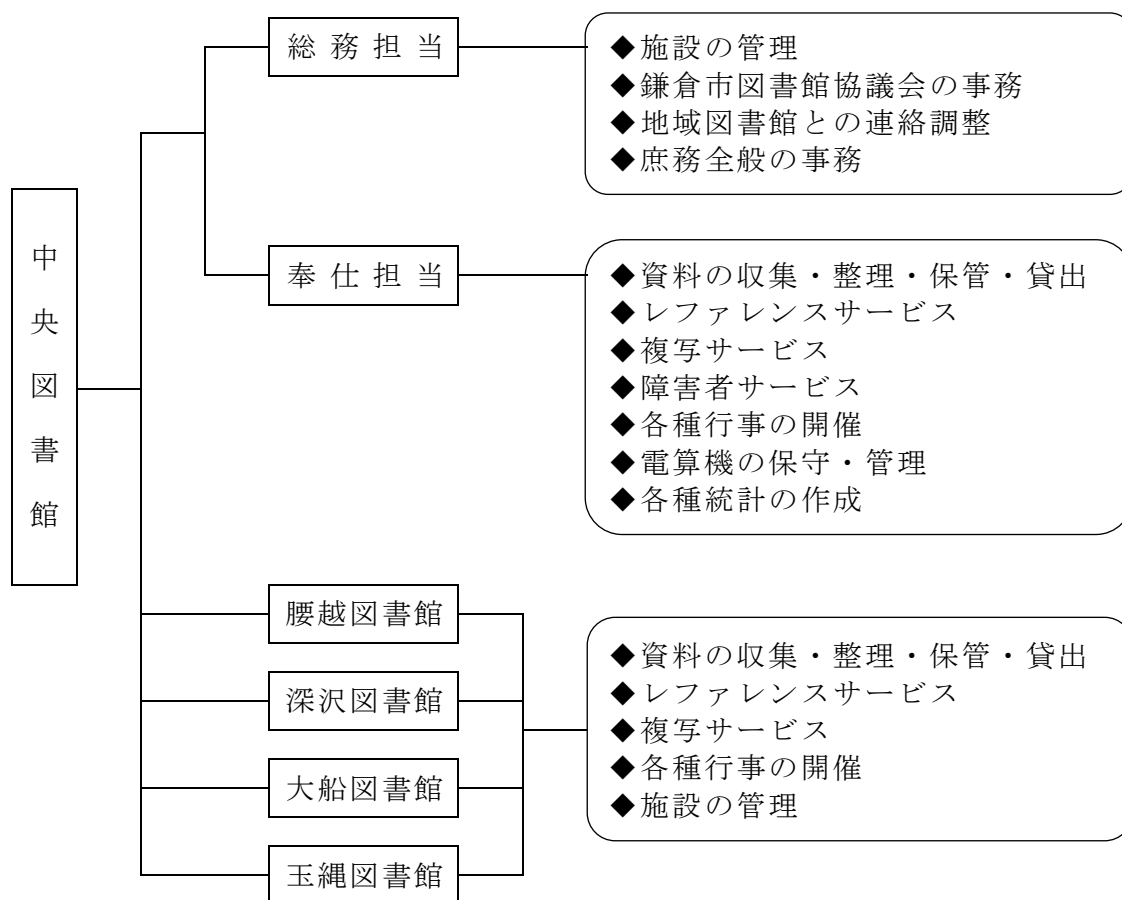 中央図書館
総務担当
◆施設の管理
◆鎌倉市図書館協議会の事務
◆地域図書館との連絡調整
◆庶務全般の事務
奉仕担当
◆資料の収集・整理・保管・貸出
◆レファレンスサービス
◆複写サービス
◆障害者サービス
◆各種行事の開催
◆電算機の保守・管理
◆各種統計の作成
腰越図書館
深沢図書館
大船図書館
玉縄図書館
◆資料の収集・整理・保管・貸出
◆レファレンスサービス
◆複写サービス
◆各種行事の開催
◆施設の管理